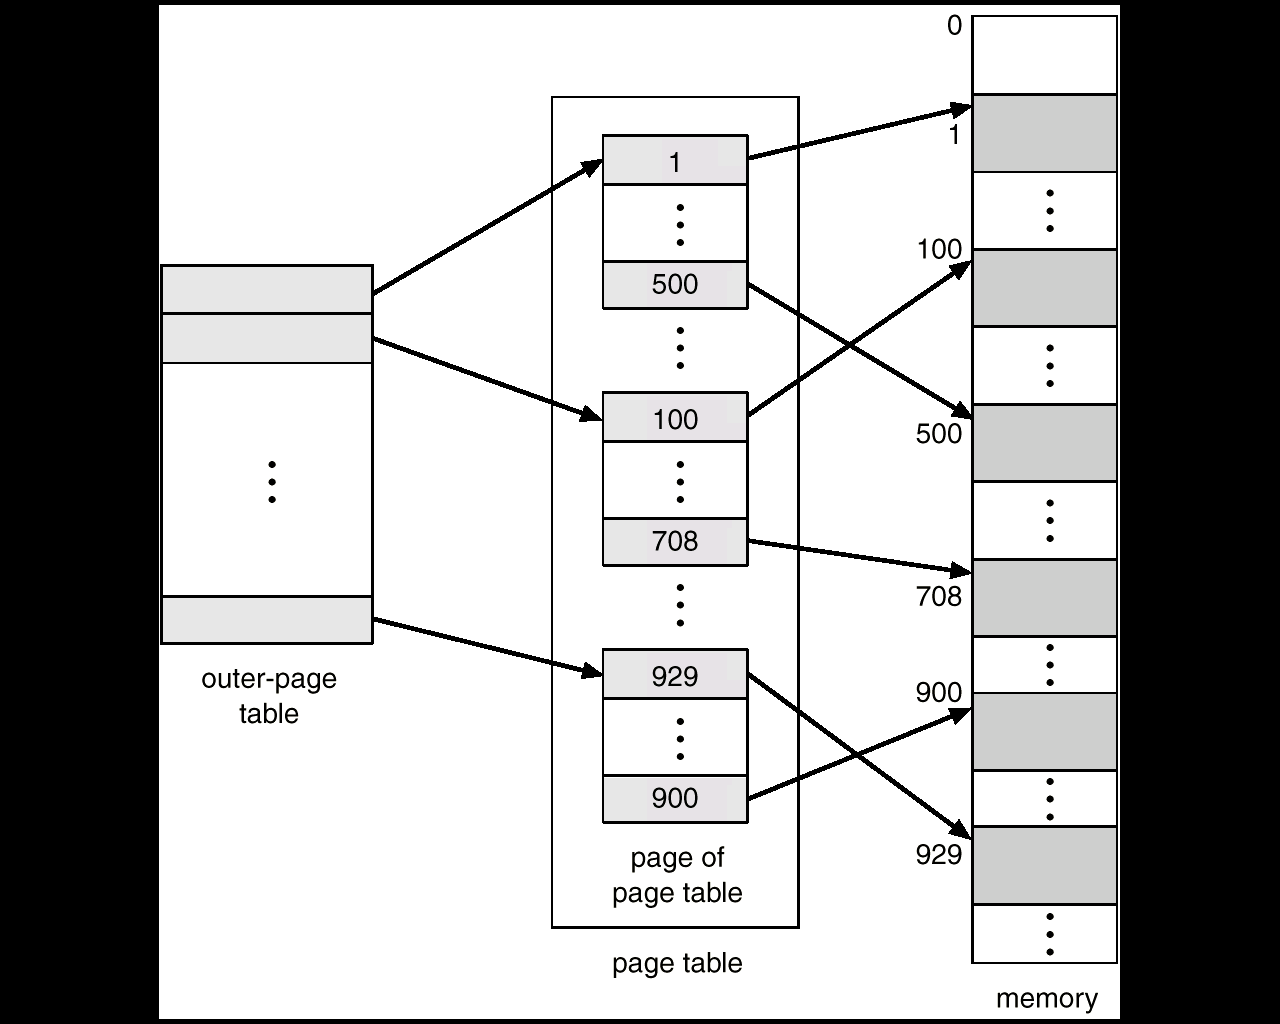 0
1
1
100
500
500
100
708
708
929
900
900
929
outer-page
table
page of
page table
page table
memory